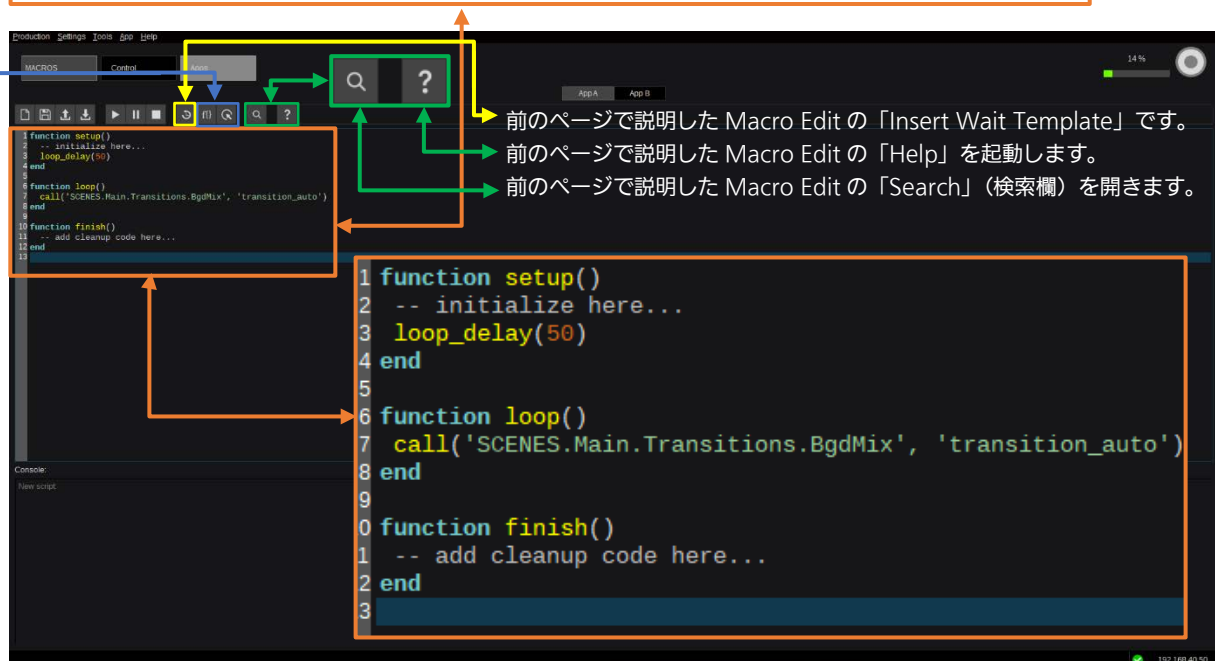 Production Settings Tools App Help
MACROS Control Apps
14 %
App A App B
f() ?
?
前のページで説明した Macro Edit の「Insert Wait Template」です。
前のページで説明した Macro Edit の「Help」を起動します。
前のページで説明した Macro Edit の「Search」（検索欄）を開きます。
1 function setup()
2 -- initialize here...
3 loop_delay(50)
4 end
5
6 function loop()
7 call('SCENES.Main.Transitions.BgdMix', 'transition_auto')
8 end
9
10 function finish()
11 -- add cleanup code here...
12 end
13
1 function setup()
2 -- initialize here...
3 loop_delay(50)
4 end
5
6 function loop()
7 call('SCENES.Main.Transitions.BgdMix', 'transition_auto')
8 end
9
0 function finish()
1 -- add cleanup code here...
2 end
3
Console:
New script.
192.168.40.50